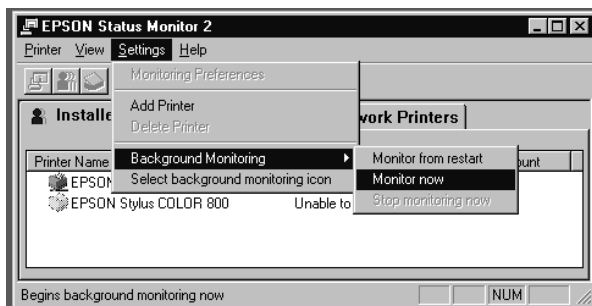 EPSON Status Monitor 2
Printer View Settings Help
Monitoring Preferences
Add Printer
Delete Printer
Background Monitoring
Select background monitoring icon
Monitor from restart
Monitor now
Stop monitoring now
Printers
Printer Name
EPSON
EPSON Stylus COLOR 800 Unable to
Begins background monitoring now NUM